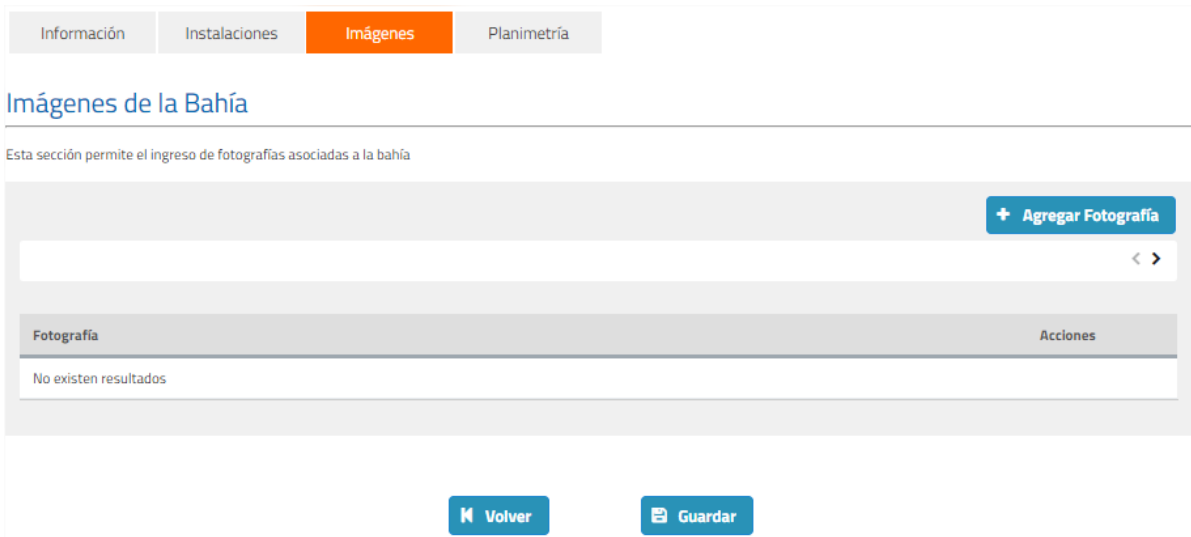 Información Instalaciones Imágenes Planimetría
Imágenes de la Bahía
Esta sección permite el ingreso de fotografías asociadas a la bahía
+ Agregar Fotografía
< >
Fotografía Acciones
No existen resultados
Volver Guardar